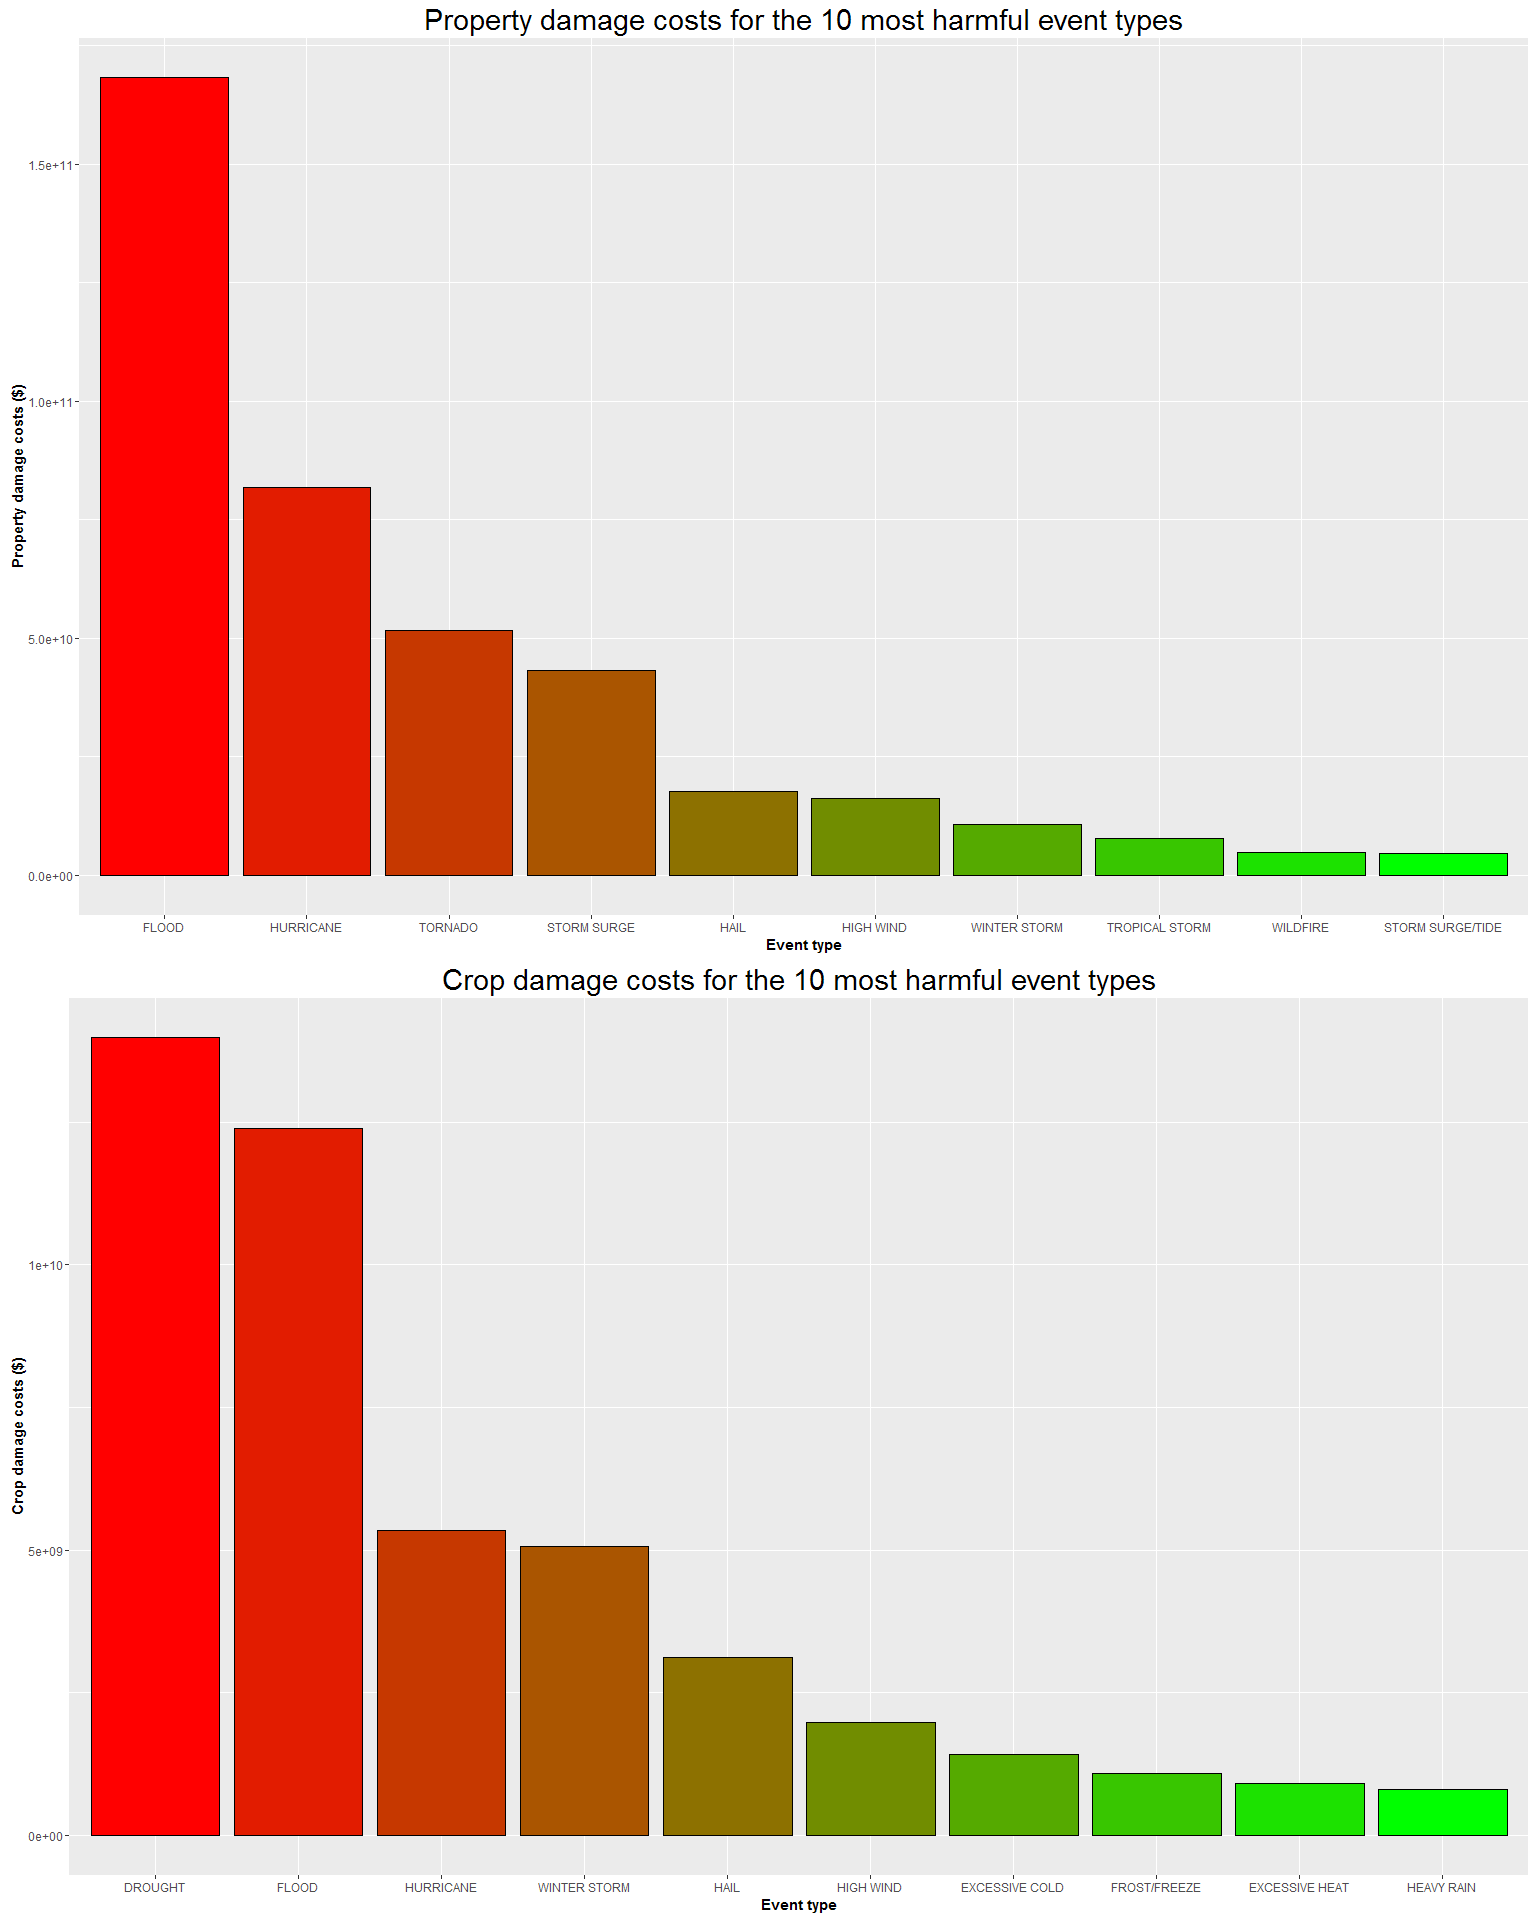 Property damage costs for the 10 most harmful event types
Property damage costs ($)
1.5e+11
1.0e+11
5.0e+10
0.0e+00
FLOOD HURRICANE TORNADO STORM SURGE HAIL HIGH WIND WINTER STORM TROPICAL STORM WILDFIRE STORM SURGE/TIDE
Event type
Crop damage costs for the 10 most harmful event types
Crop damage costs ($)
1e+10
5e+09
0e+00
DROUGHT FLOOD HURRICANE WINTER STORM HAIL HIGH WIND EXCESSIVE COLD FROST/FREEZE EXCESSIVE HEAT HEAVY RAIN
Event type